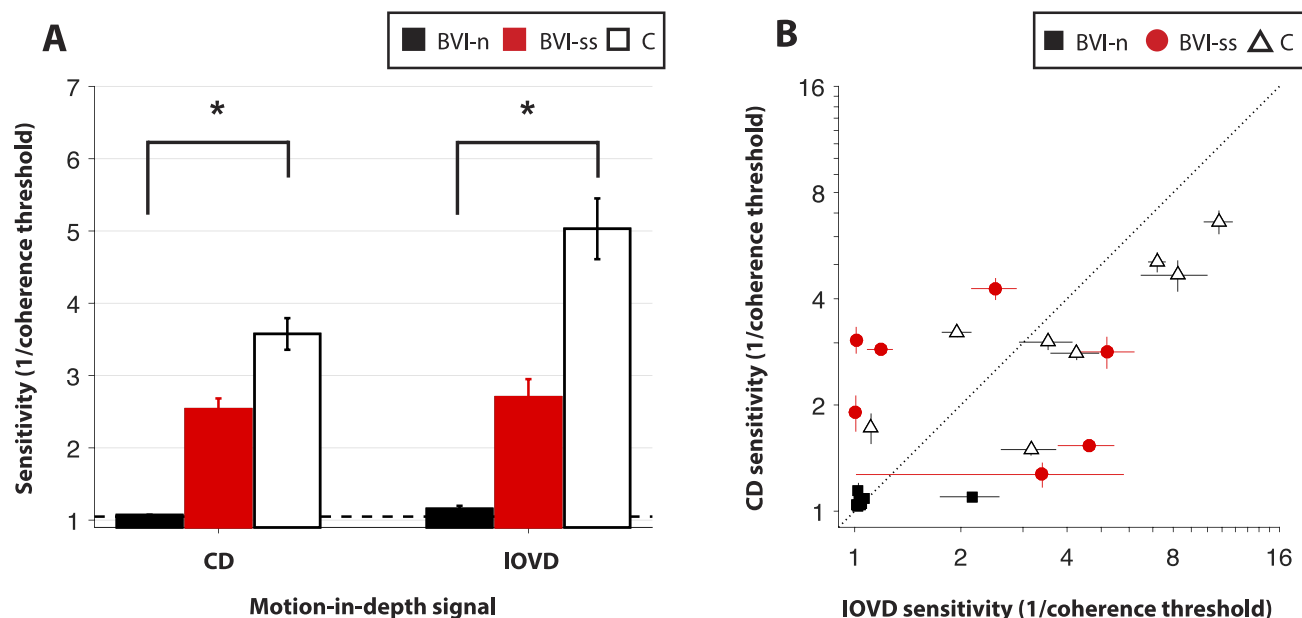 A
BVI-n BVI-ss C
7
6
5
4
3
2
1
Sensitivity (1/coherence threshold)
*
*
CD IOVD
Motion-in-depth signal
B
BVI-n BVI-ss C
16
8
4
2
1
CD sensitivity (1/coherence threshold)
1 2 4 8 16
IOVD sensitivity (1/coherence threshold)